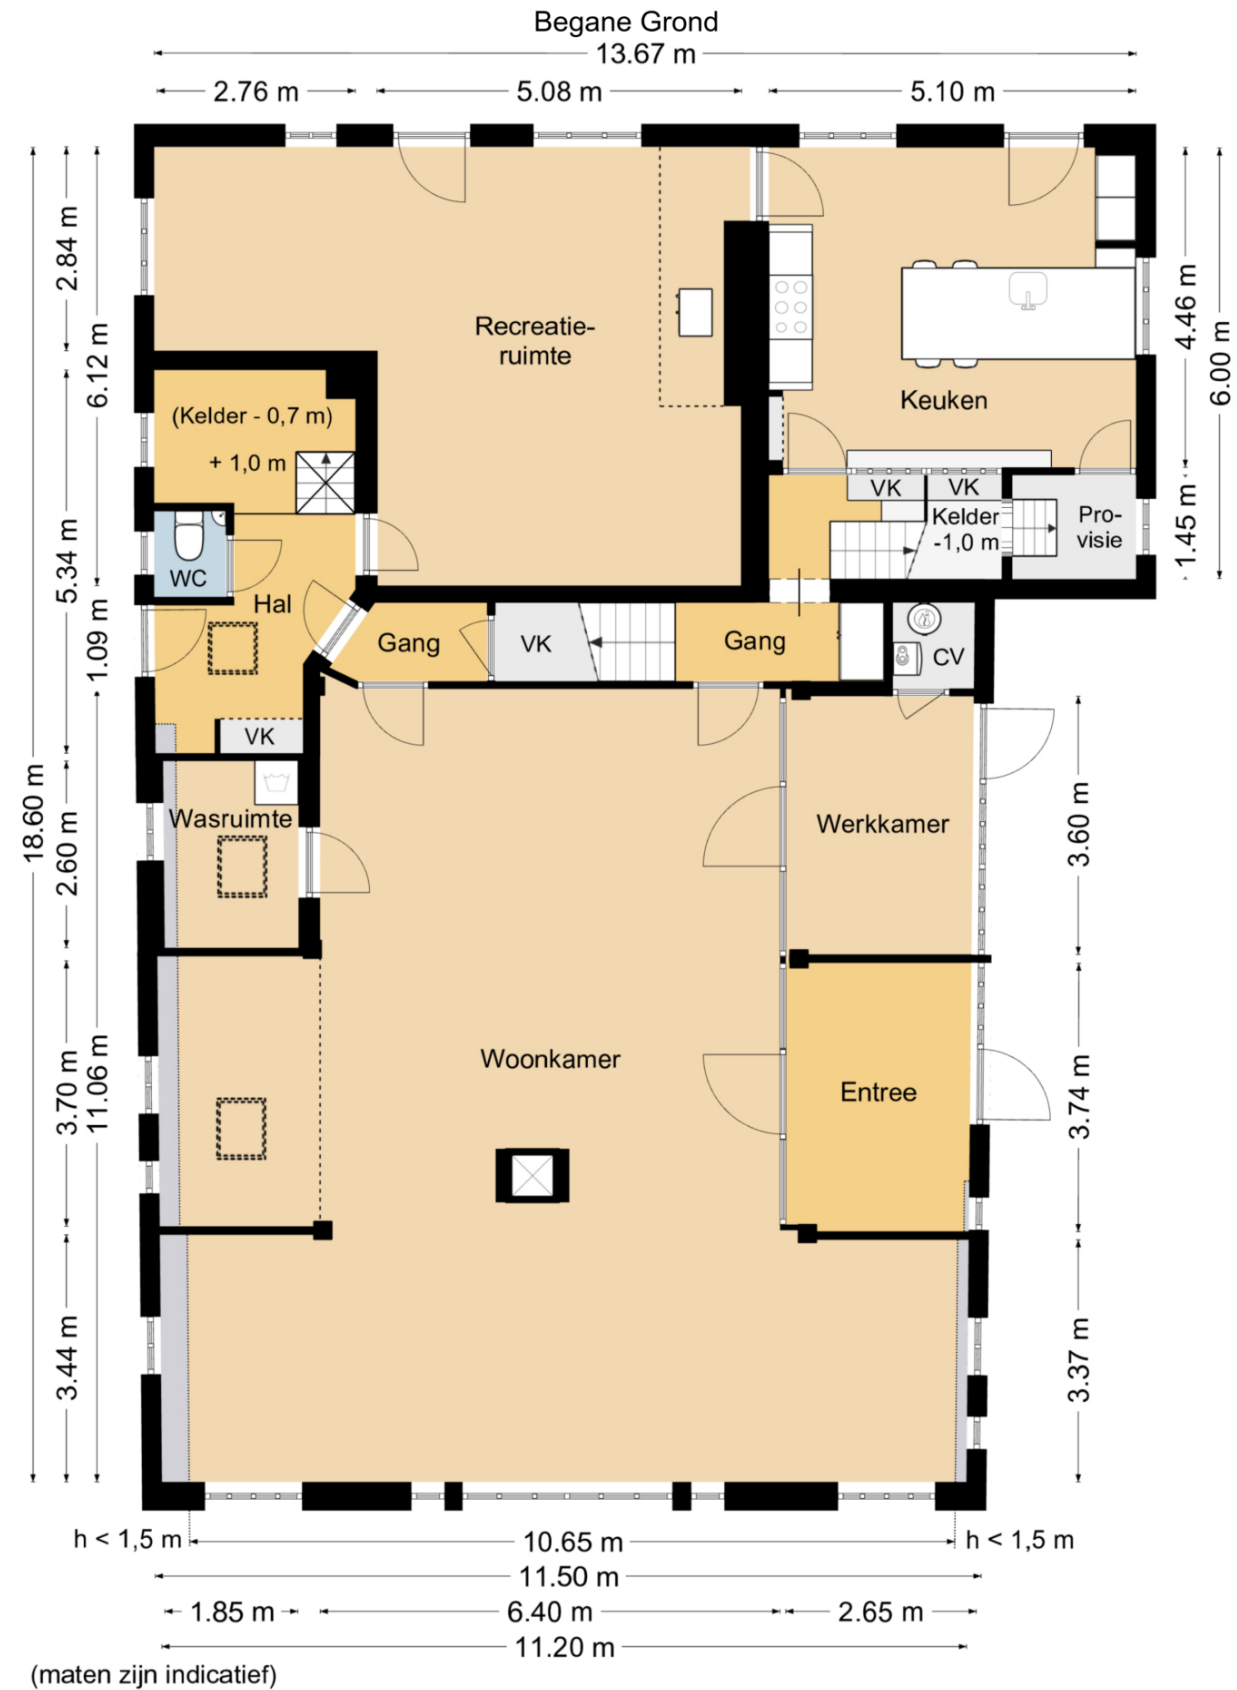 Begane Grond
13.67 m
2.76 m
5.08 m
5.10 m
18.60 m
2.84 m
6.12 m
5.34 m
1.09 m
2.60 m
3.70 m
11.06 m
3.44 m
4.46 m
6.00 m
1.45 m
3.60 m
3.74 m
3.37 m
Recreatie-
ruimte
Keuken
(Kelder - 0,7 m)
+ 1,0 m
VK
VK
Kelder
-1,0 m
Pro-
visie
WC
Hal
Gang
VK
Gang
CV
VK
Wasruimte
Werkkamer
Woonkamer
Entree
h < 1,5 m
10.65 m
h < 1,5 m
11.50 m
1.85 m
6.40 m
2.65 m
11.20 m
(maten zijn indicatief)